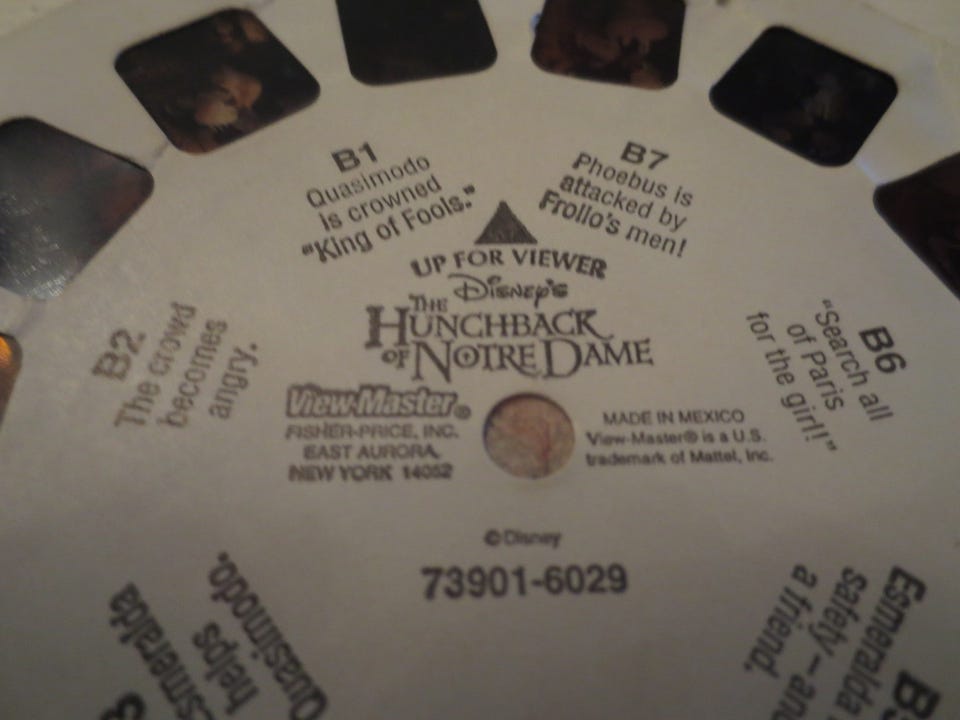 B1
Quasimodo
is crowned
"King of Fools."
B7
Phoebus is
attacked by
Frollo's men!
UP FOR VIEWER
Disney's
THE
HUNCHBACK
OF NOTRE DAME
B2
The crowd
becomes
angry.
B6
"Search all
of Paris
for the girl!"
View-Master®
FISHER-PRICE, INC.
EAST AURORA,
NEW YORK 14052
MADE IN MEXICO
View-Master® is a U.S.
trademark of Mattel, Inc.
©Disney
73901-6029
Esmeralda
helps
Quasimodo.
Esmeralda
safety – and
a friend.